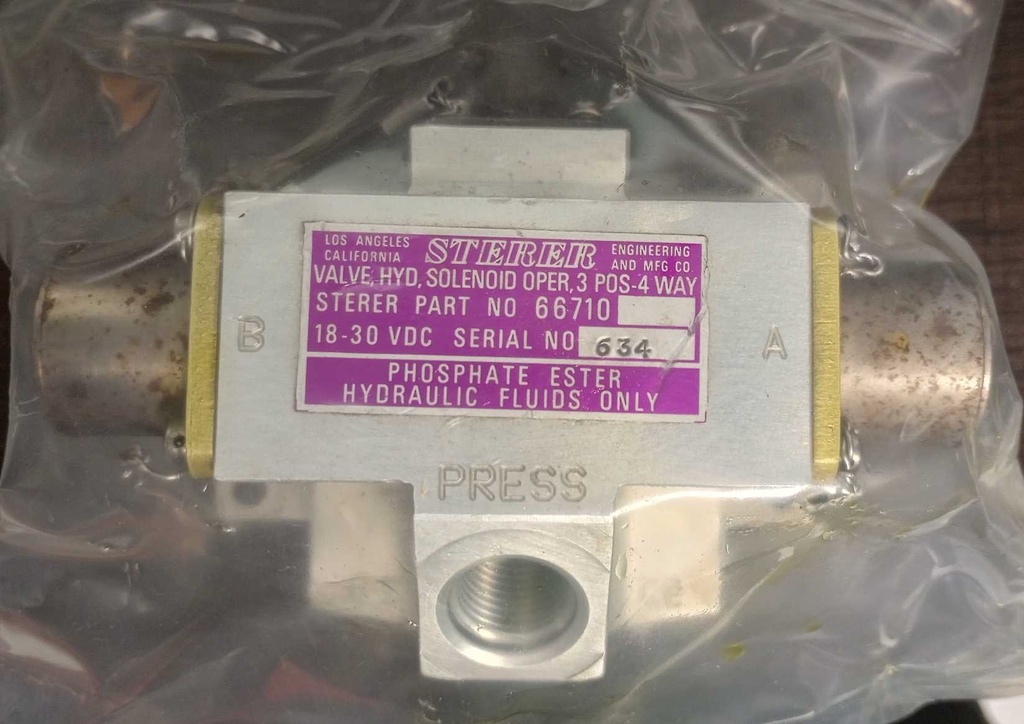 LOS ANGELES CALIFORNIA STERER ENGINEERING AND MFG CO
VALVE, HYD, SOLENOID OPER, 3 POS-4 WAY
STERER PART NO 66710
18-30 VDC SERIAL NO 634
PHOSPHATE ESTER
HYDRAULIC FLUIDS ONLY
B
A
PRESS